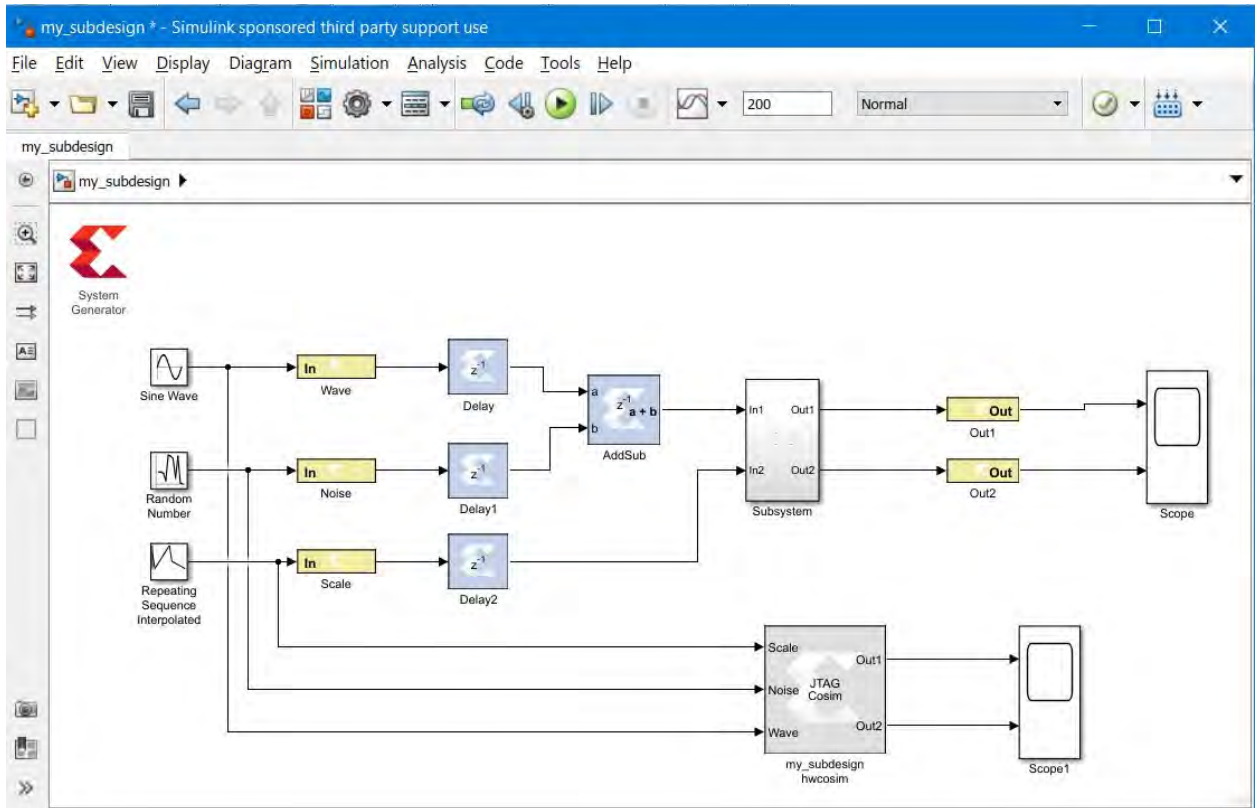 my_subdesign * - Simulink sponsored third party support use
File Edit View Display Diagram Simulation Analysis Code Tools Help
200
Normal
my_subdesign
my_subdesign
System
Generator
Sine Wave
In
Wave
z-1
Delay
a
b
z-1
a + b
AddSub
In1
Out1
In2
Out2
Subsystem
Out
Out1
Out
Out2
Scope
Random
Number
In
Noise
z-1
Delay1
Repeating
Sequence
Interpolated
In
Scale
z-1
Delay2
Scale
Noise
Wave
JTAG
Cosim
Out1
Out2
my_subdesign
hwcosim
Scope1